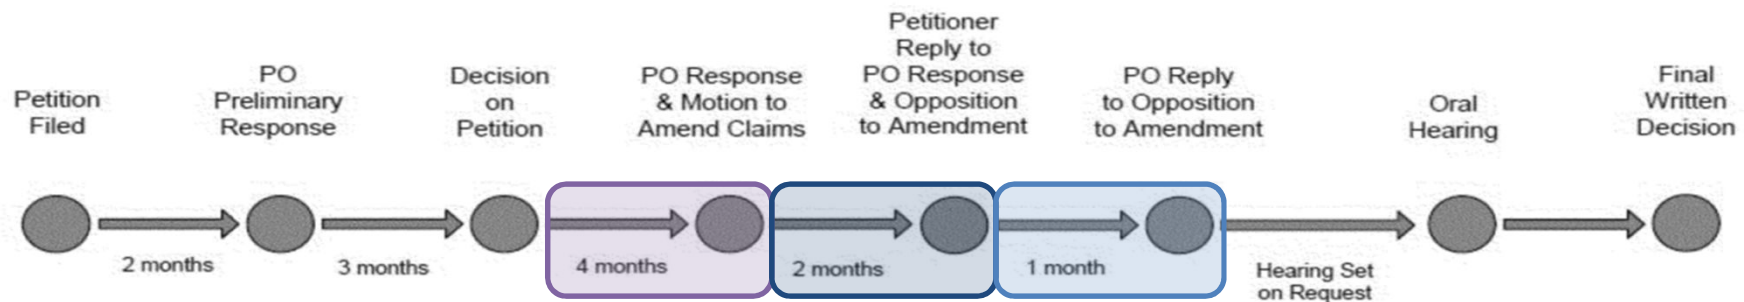 Petition
Filed
PO
Preliminary
Response
Decision
on
Petition
PO Response
& Motion to
Amend Claims
Petitioner
Reply to
PO Response
& Opposition
to Amendment
PO Reply
to Opposition
to Amendment
Oral
Hearing
Final
Written
Decision
2 months
3 months
4 months
2 months
1 month
Hearing Set
on Request